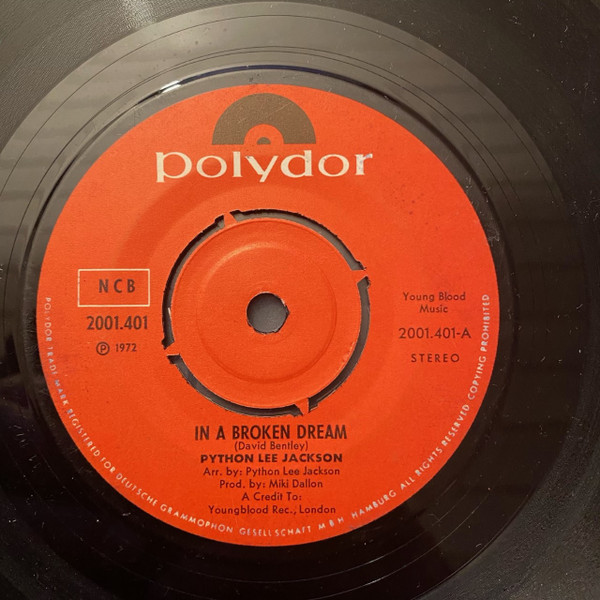 polydor
NCB
2001.401
℗ 1972
Young Blood
Music
2001.401-A
STEREO
IN A BROKEN DREAM
(David Bentley)
PYTHON LEE JACKSON
Arr. by: Python Lee Jackson
Prod. by: Miki Dallon
A Credit To:
Youngblood Rec., London
POLYDOR TRADE MARK REGISTERED FOR DEUTSCHE GRAMMOPHON GESELLSCHAFT M B H HAMBURG ALL RIGHTS RESERVED COPYING PROHIBITED